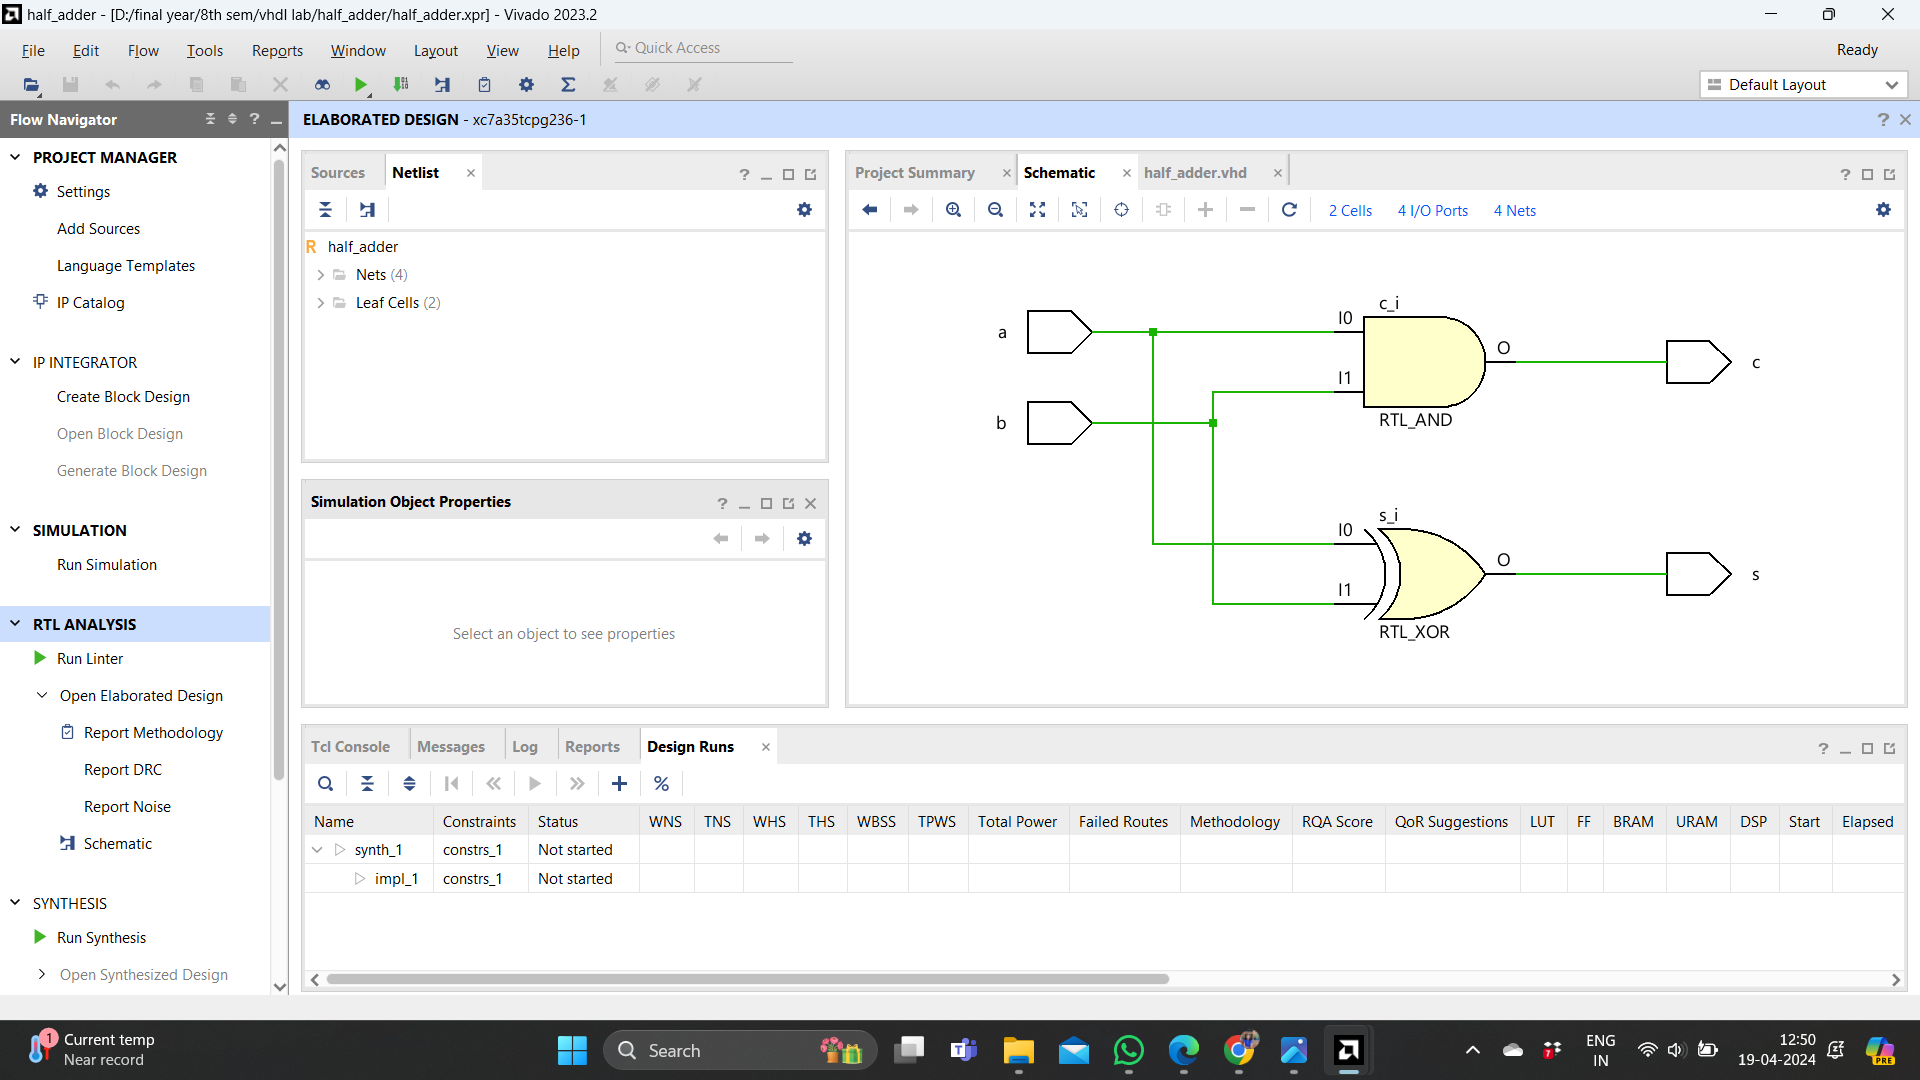 half_adder - [D:/final year/8th sem/vhdl lab/half_adder/half_adder.xpr] - Vivado 2023.2
File Edit Flow Tools Reports Window Layout View Help Quick Access Ready
Default Layout
Flow Navigator ?
PROJECT MANAGER
Settings
Add Sources
Language Templates
IP Catalog
IP INTEGRATOR
Create Block Design
Open Block Design
Generate Block Design
SIMULATION
Run Simulation
RTL ANALYSIS
Run Linter
Open Elaborated Design
Report Methodology
Report DRC
Report Noise
Schematic
SYNTHESIS
Run Synthesis
Open Synthesized Design
ELABORATED DESIGN - xc7a35tcpg236-1 ?
Sources Netlist ?
R half_adder
Nets (4)
Leaf Cells (2)
Simulation Object Properties ?
Select an object to see properties
Project Summary Schematic half_adder.vhd ?
2 Cells 4 I/O Ports 4 Nets
c_i
a I0
O
c
I1
b
RTL_AND
s_i
I0
O
s
I1
RTL_XOR
Tcl Console Messages Log Reports Design Runs ?
%
Name Constraints Status WNS TNS WHS THS WBSS TPWS Total Power Failed Routes Methodology RQA Score QoR Suggestions LUT FF BRAM URAM DSP Start Elapsed
synth_1 constrs_1 Not started
impl_1 constrs_1 Not started
1 Current temp
Near record
Search
7
ENG
IN
12:50
19-04-2024
PRE